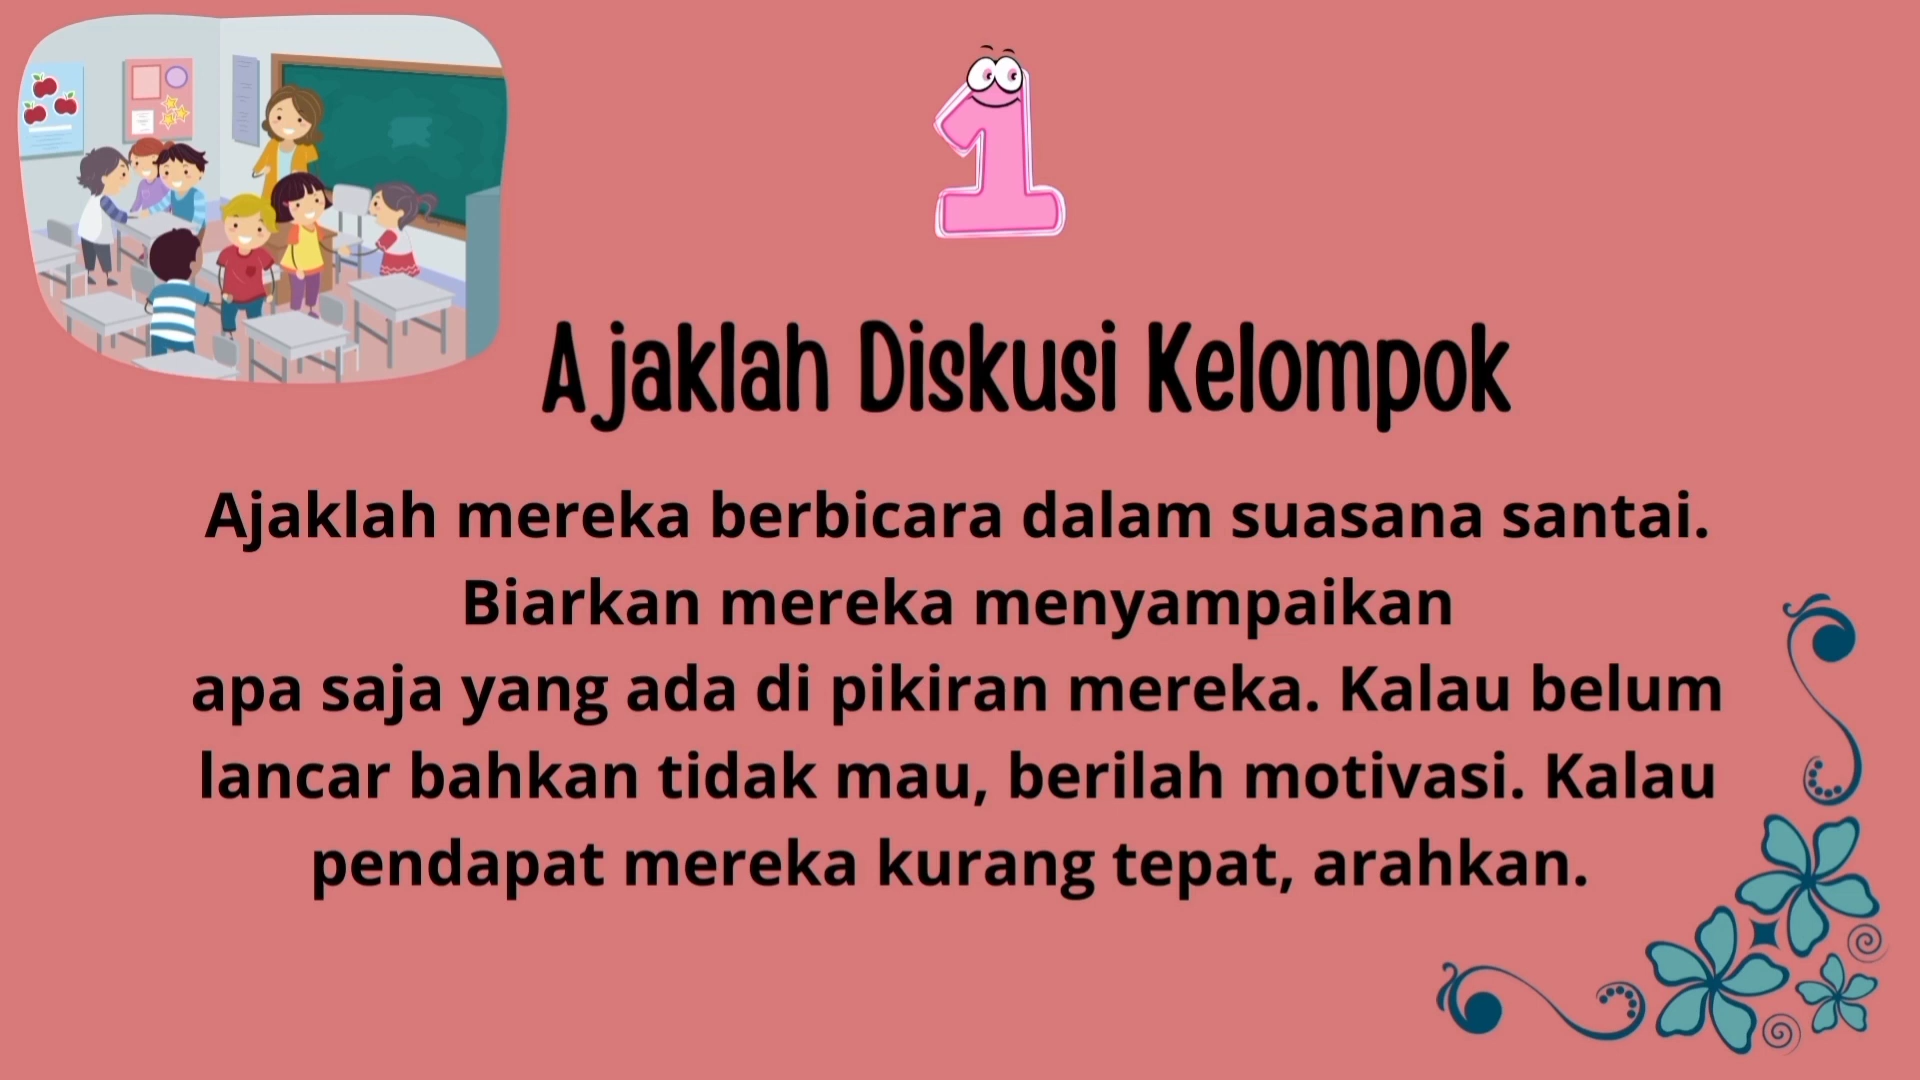 1
Ajaklah Diskusi Kelompok
Ajaklah mereka berbicara dalam suasana santai.
Biarkan mereka menyampaikan
apa saja yang ada di pikiran mereka. Kalau belum
lancar bahkan tidak mau, berilah motivasi. Kalau
pendapat mereka kurang tepat, arahkan.